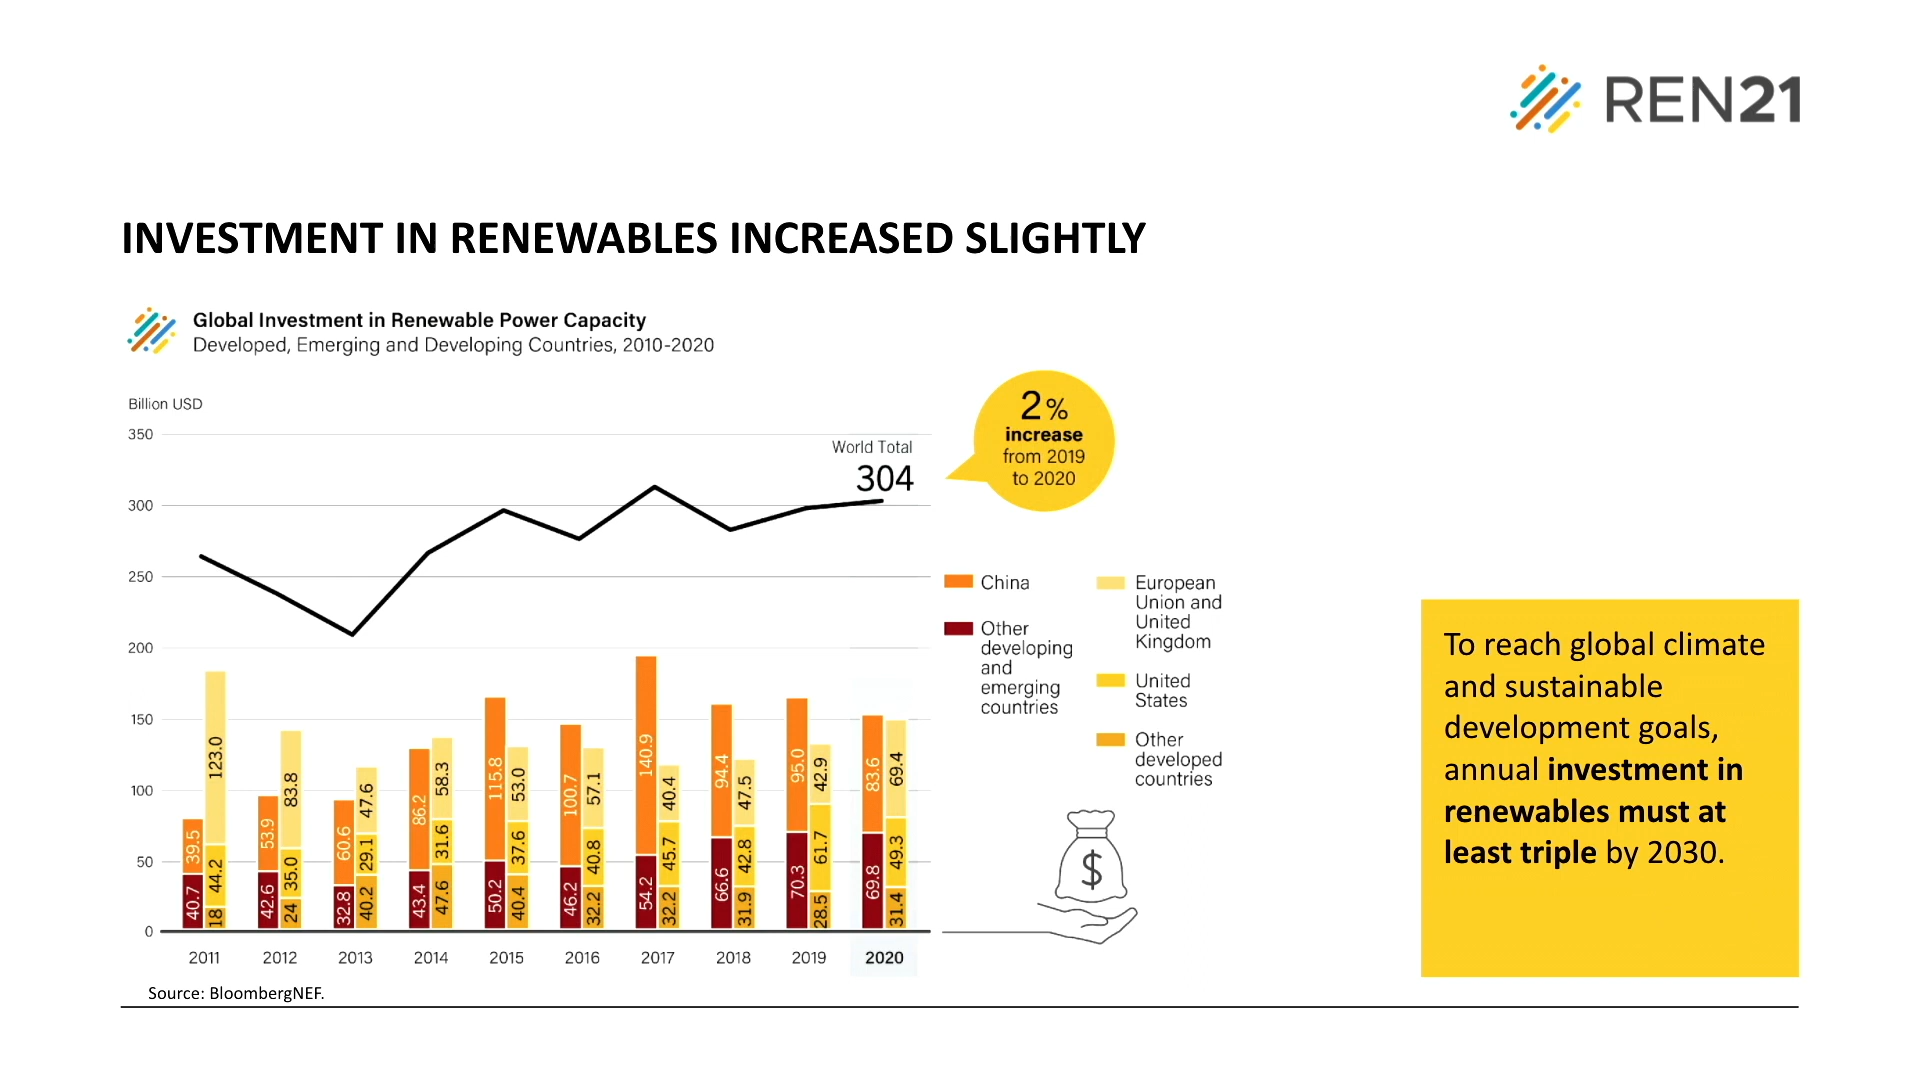 REN21
INVESTMENT IN RENEWABLES INCREASED SLIGHTLY
Global Investment in Renewable Power Capacity
Developed, Emerging and Developing Countries, 2010-2020
Billion USD
350
300
250
200
150
100
50
0
World Total
304
2%
increase
from 2019
to 2020
39.5
40.7
123.0
44.2
18
53.9
42.6
83.8
35.0
24
60.6
32.8
47.6
29.1
40.2
86.2
43.4
58.3
31.6
47.6
115.8
50.2
53.0
37.6
40.4
100.7
46.2
57.1
40.8
32.2
140.9
54.2
40.4
45.7
32.2
94.4
66.6
47.5
42.8
31.9
95.0
70.3
42.9
61.7
28.5
83.6
69.8
69.4
49.3
31.4
2011
2012
2013
2014
2015
2016
2017
2018
2019
2020
China
Other
developing
and
emerging
countries
European
Union and
United
Kingdom
United
States
Other
developed
countries
$
To reach global climate
and sustainable
development goals,
annual investment in
renewables must at
least triple by 2030.
Source: BloombergNEF.